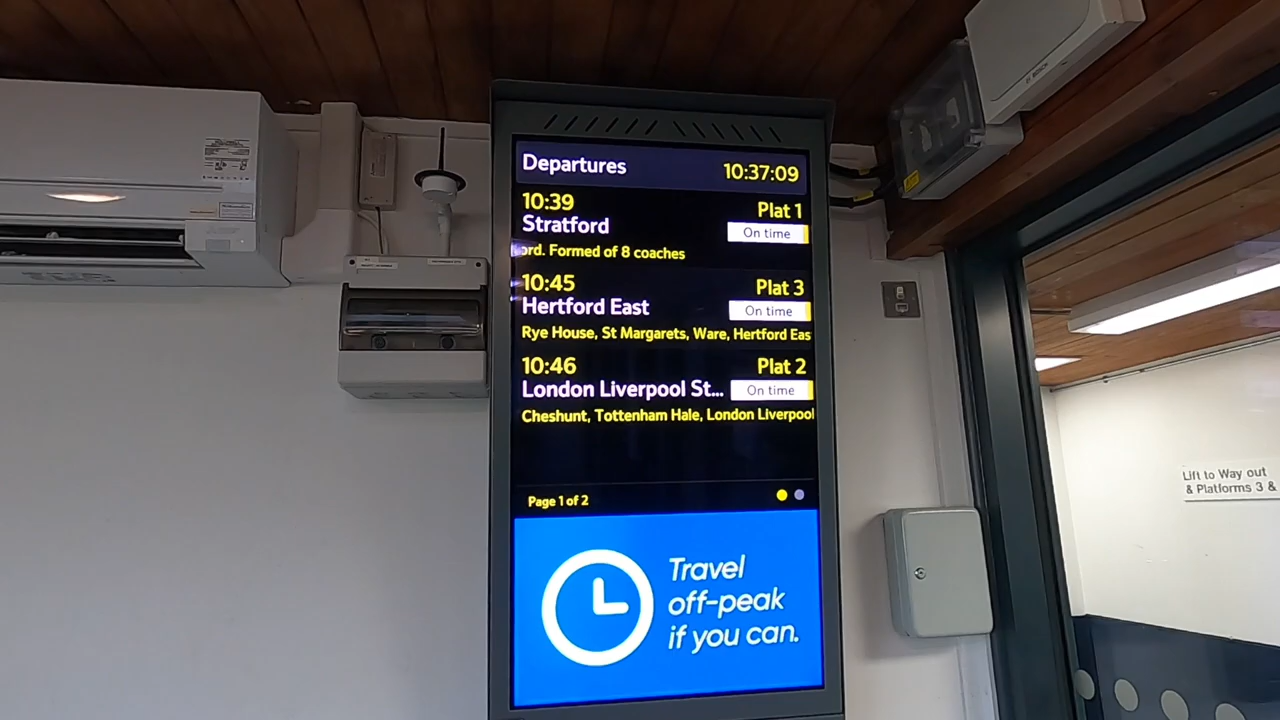 Departures 10:37:09
10:39 Plat 1
Stratford On time
ord. Formed of 8 coaches
10:45 Plat 3
Hertford East On time
Rye House, St Margarets, Ware, Hertford Eas
10:46 Plat 2
London Liverpool St... On time
Cheshunt, Tottenham Hale, London Liverpool
Page 1 of 2
Travel
off-peak
if you can.
BOSCH
Lift to Way out
& Platforms 3 &